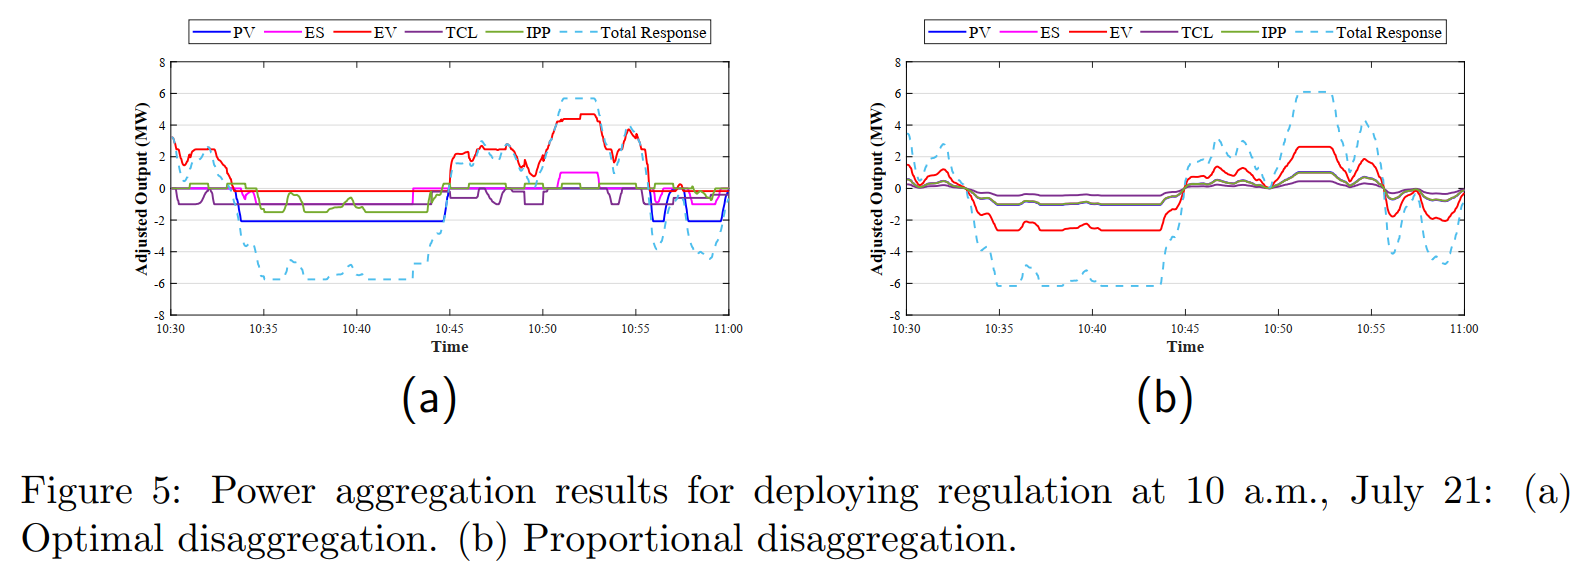 PV ES EV TCL IPP Total Response
8
6
4
2
0
-2
-4
-6
-8
Adjusted Output (MW)
10:30 10:35 10:40 10:45 10:50 10:55 11:00
Time
(a)
PV ES EV TCL IPP Total Response
8
6
4
2
0
-2
-4
-6
-8
Adjusted Output (MW)
10:30 10:35 10:40 10:45 10:50 10:55 11:00
Time
(b)
Figure 5: Power aggregation results for deploying regulation at 10 a.m., July 21: (a)
Optimal disaggregation. (b) Proportional disaggregation.